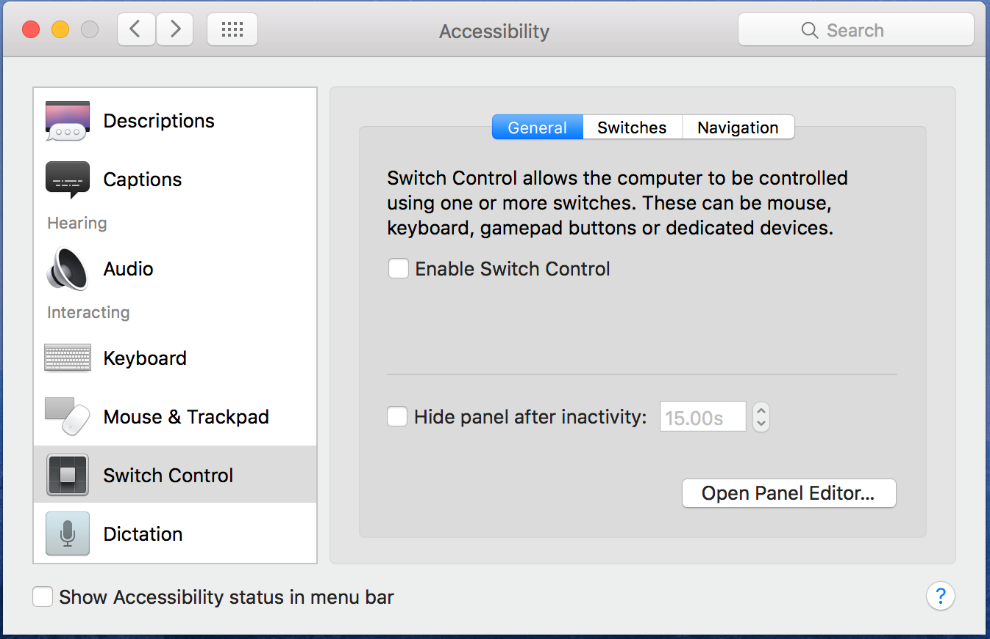 Accessibility
Search
Descriptions
Captions
Hearing
Audio
Interacting
Keyboard
Mouse & Trackpad
Switch Control
Dictation
General Switches Navigation
Switch Control allows the computer to be controlled
using one or more switches. These can be mouse,
keyboard, gamepad buttons or dedicated devices.
Enable Switch Control
Hide panel after inactivity: 15.00s
Open Panel Editor...
Show Accessibility status in menu bar
?